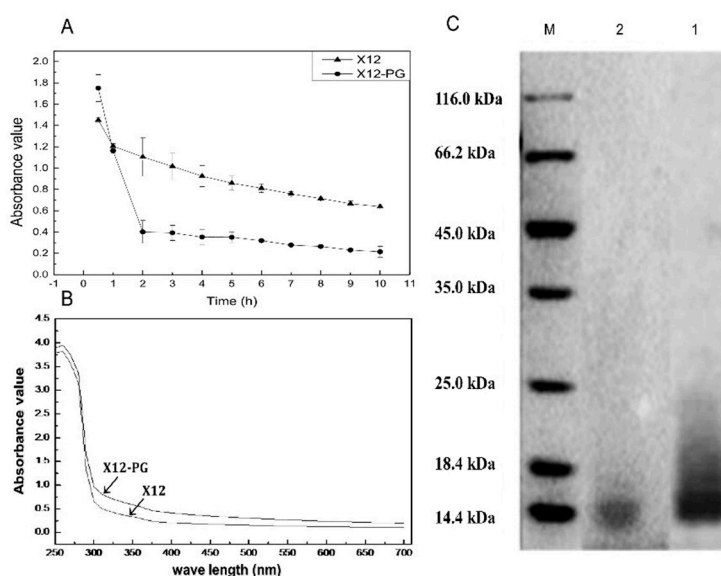 A
X12
X12-PG
2.0
1.8
1.6
1.4
1.2
1.0
0.8
0.6
0.4
0.2
0.0
Absorbance value
-1 0 1 2 3 4 5 6 7 8 9 10 11
Time (h)
B
4.5
4.0
3.5
3.0
2.5
2.0
1.5
1.0
0.5
0.0
Absorbance value
X12-PG
X12
250 300 350 400 450 500 550 600 650 700
wave length (nm)
C
M 2 1
116.0 kDa
66.2 kDa
45.0 kDa
35.0 kDa
25.0 kDa
18.4 kDa
14.4 kDa